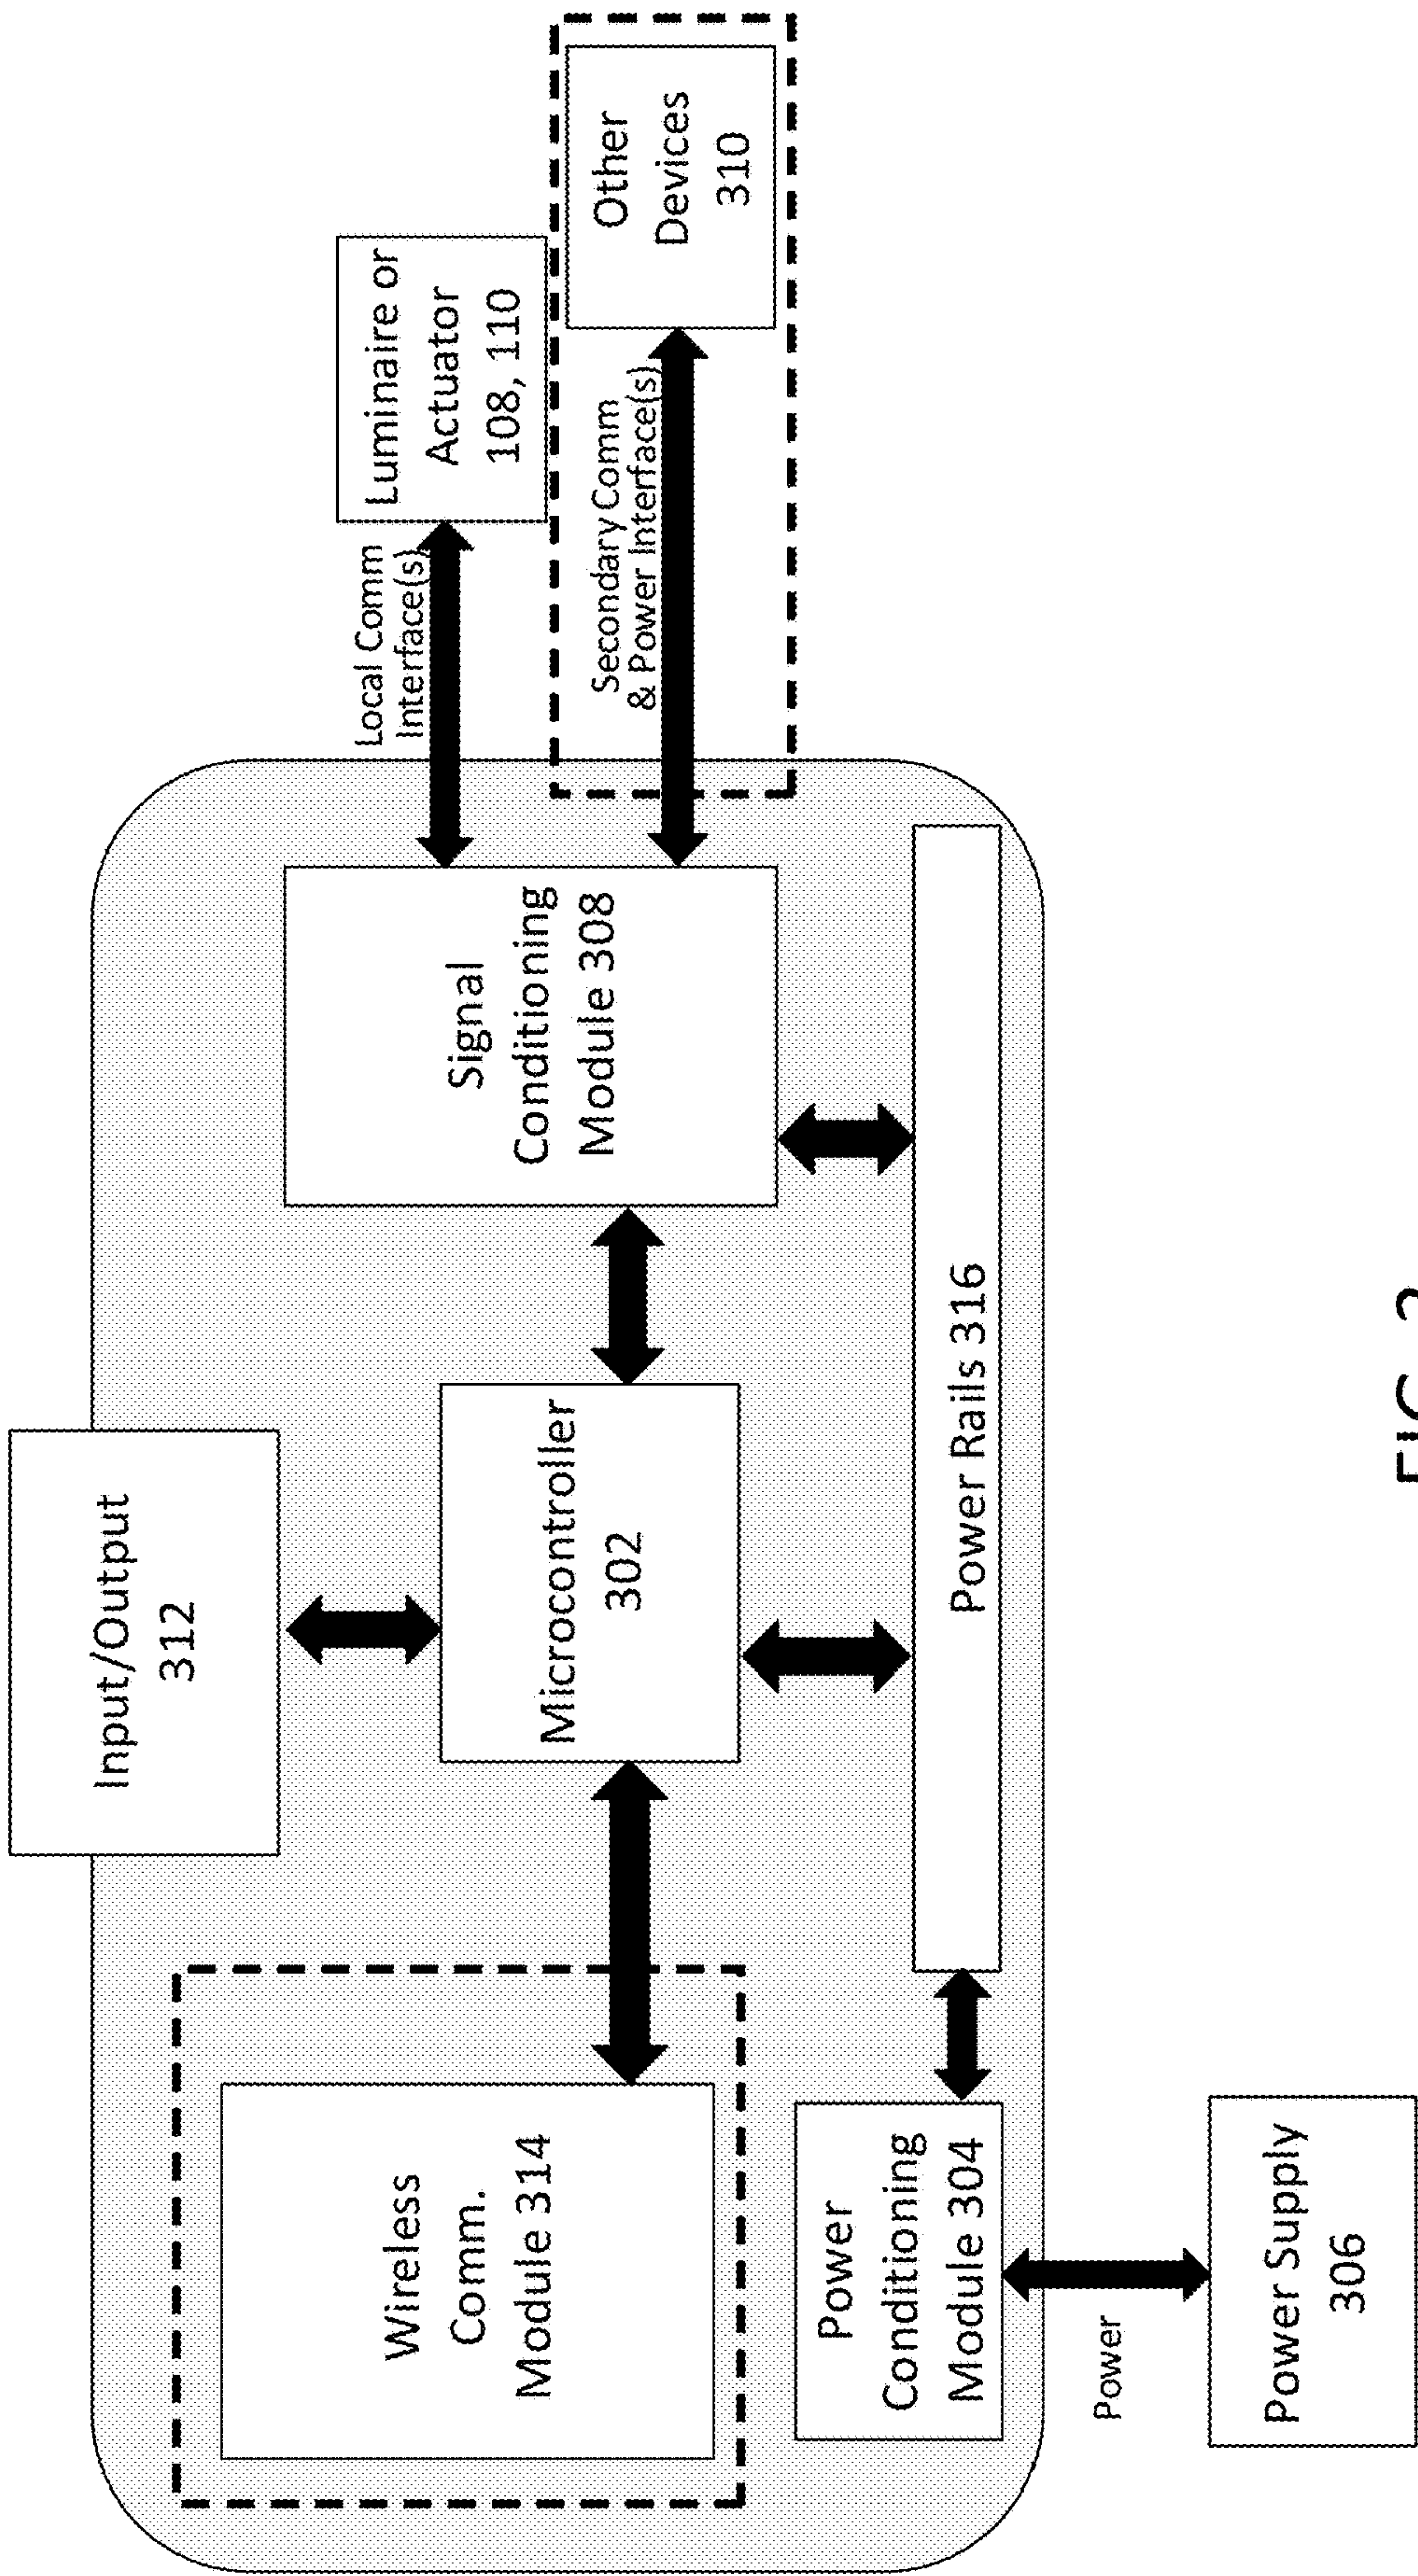 Input/Output
312
Wireless
Comm.
Module 314
Microcontroller
302
Signal
Conditioning
Module 308
Local Comm
Interface(s)
Luminaire or
Actuator
108, 110
Secondary Comm
& Power Interface(s)
Other
Devices
310
Power
Conditioning
Module 304
Power Rails 316
Power
Power Supply
306
FIG.